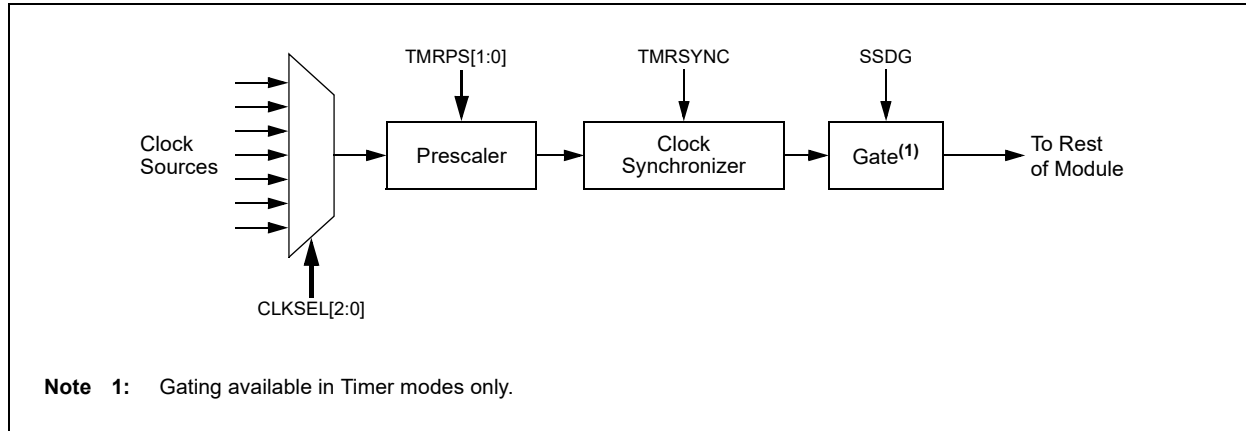 TMRPS[1:0]
TMRSYNC
SSDG
Clock
Sources
Prescaler
Clock
Synchronizer
Gate(1)
To Rest
of Module
CLKSEL[2:0]
Note 1: Gating available in Timer modes only.